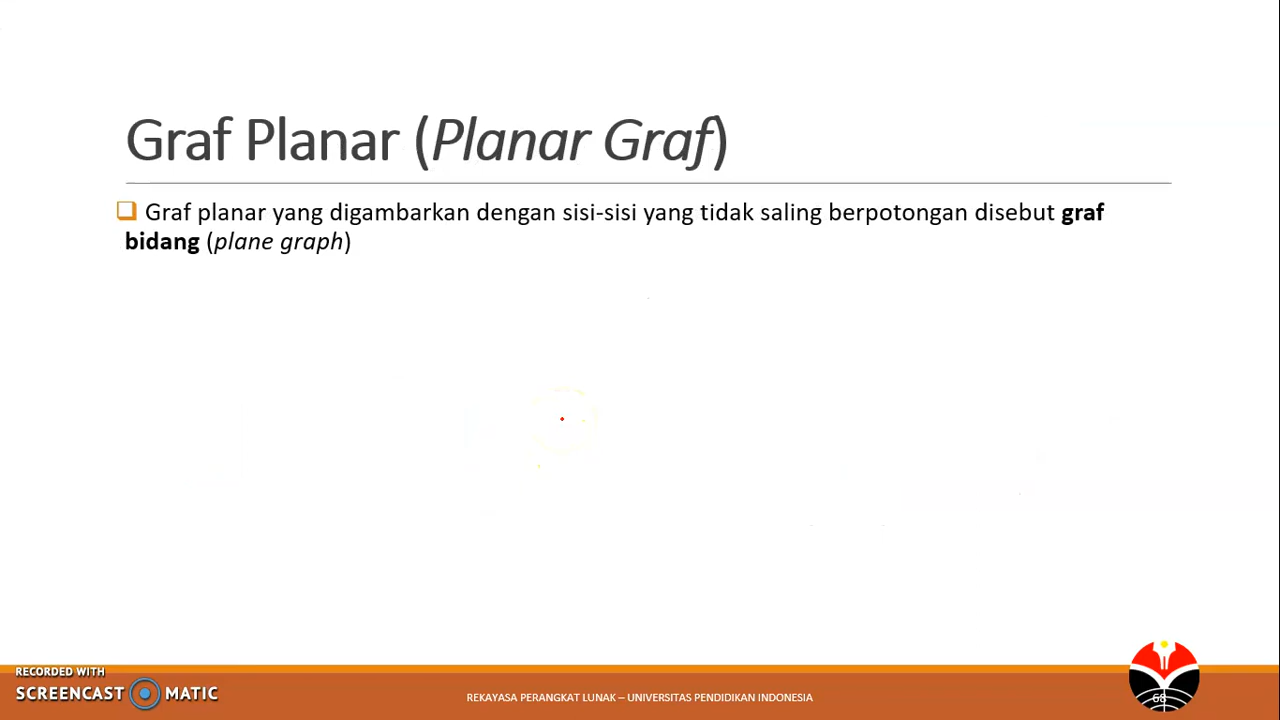 Graf Planar (Planar Graf)
Graf planar yang digambarkan dengan sisi-sisi yang tidak saling berpotongan disebut graf
bidang (plane graph)
RECORDED WITH
SCREENCAST MATIC
REKAYASA PERANGKAT LUNAK – UNIVERSITAS PENDIDIKAN INDONESIA
68